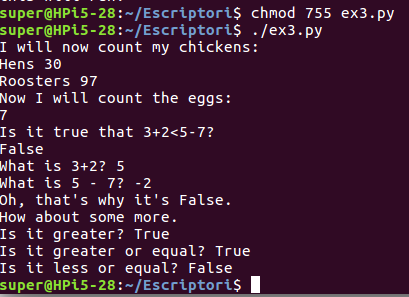 super@HPi5-28:~/Escriptori$ chmod 755 ex3.py
super@HPi5-28:~/Escriptori$ ./ex3.py
I will now count my chickens:
Hens 30
Roosters 97
Now I will count the eggs:
7
Is it true that 3+2<5-7?
False
What is 3+2? 5
What is 5 - 7? -2
Oh, that's why it's False.
How about some more.
Is it greater? True
Is it greater or equal? True
Is it less or equal? False
super@HPi5-28:~/Escriptori$